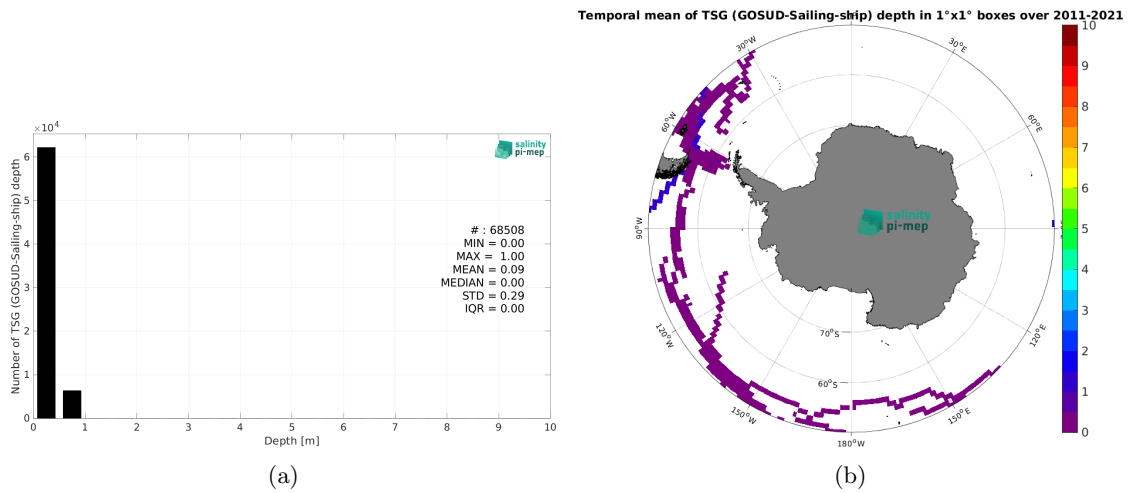 ×10⁴
6
5
4
3
2
1
0
Number of TSG (GOSUD-Sailing-ship) depth
salinity
pi-mep
# : 68508
MIN = 0.00
MAX = 1.00
MEAN = 0.09
MEDIAN = 0.00
STD = 0.29
IQR = 0.00
0 1 2 3 4 5 6 7 8 9 10
Depth [m]
(a)
Temporal mean of TSG (GOSUD-Sailing-ship) depth in 1°x1° boxes over 2011-2021
30°W
30°E
60°W
60°E
90°W
salinity
pi-mep
120°W
120°E
70°S
60°S
150°W
150°E
180°W
10
9
8
7
6
5
4
3
2
1
0
(b)